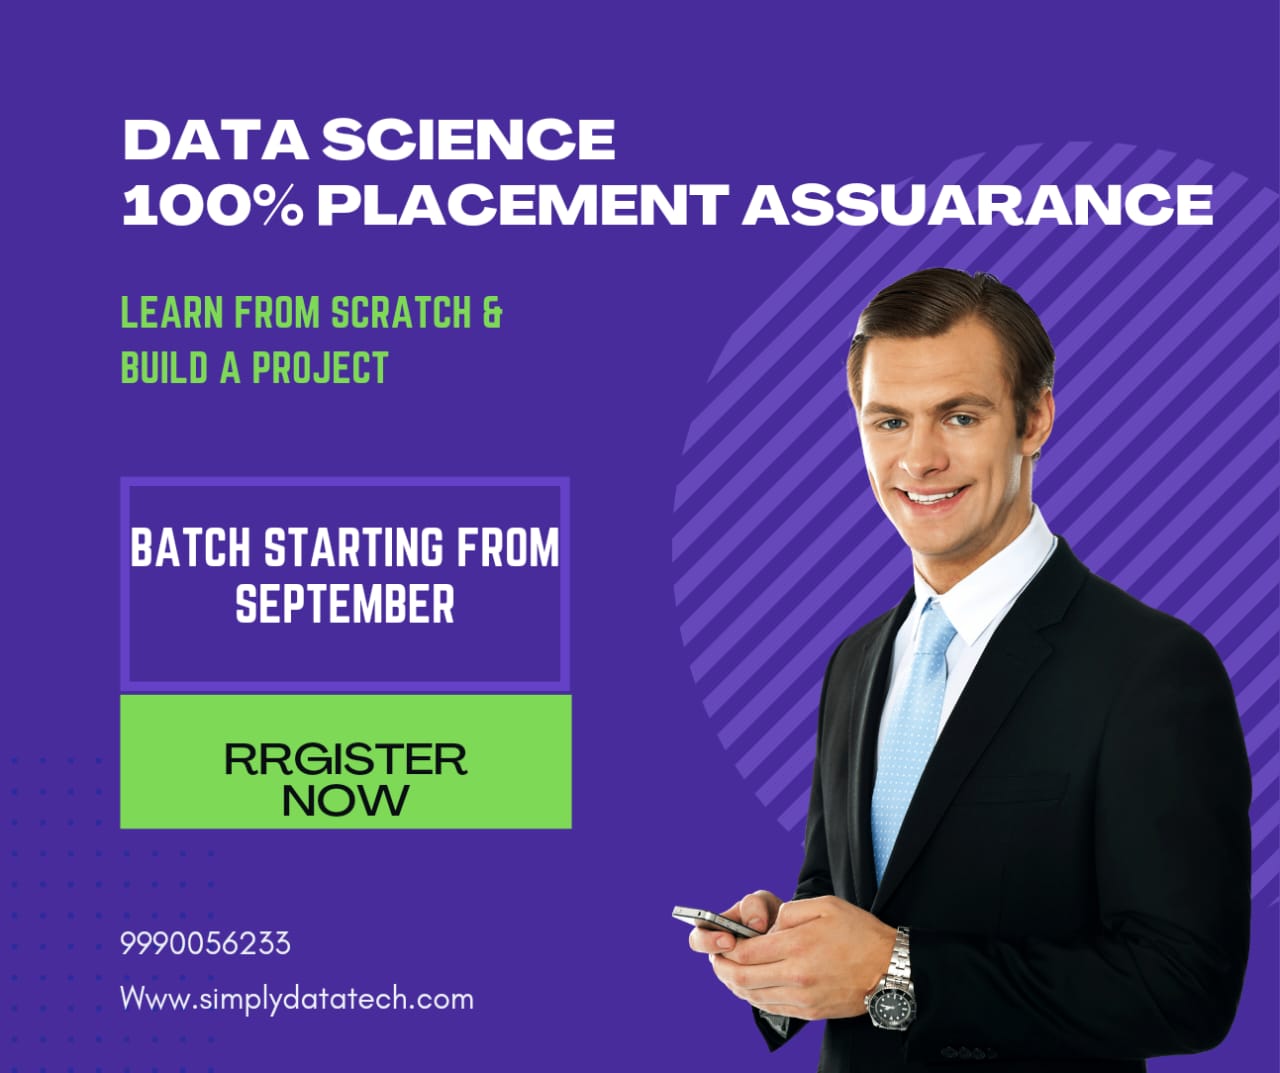 DATA SCIENCE
100% PLACEMENT ASSUARANCE
LEARN FROM SCRATCH &
BUILD A PROJECT
BATCH STARTING FROM
SEPTEMBER
RRGISTER
NOW
9990056233
Www.simplydatatech.com